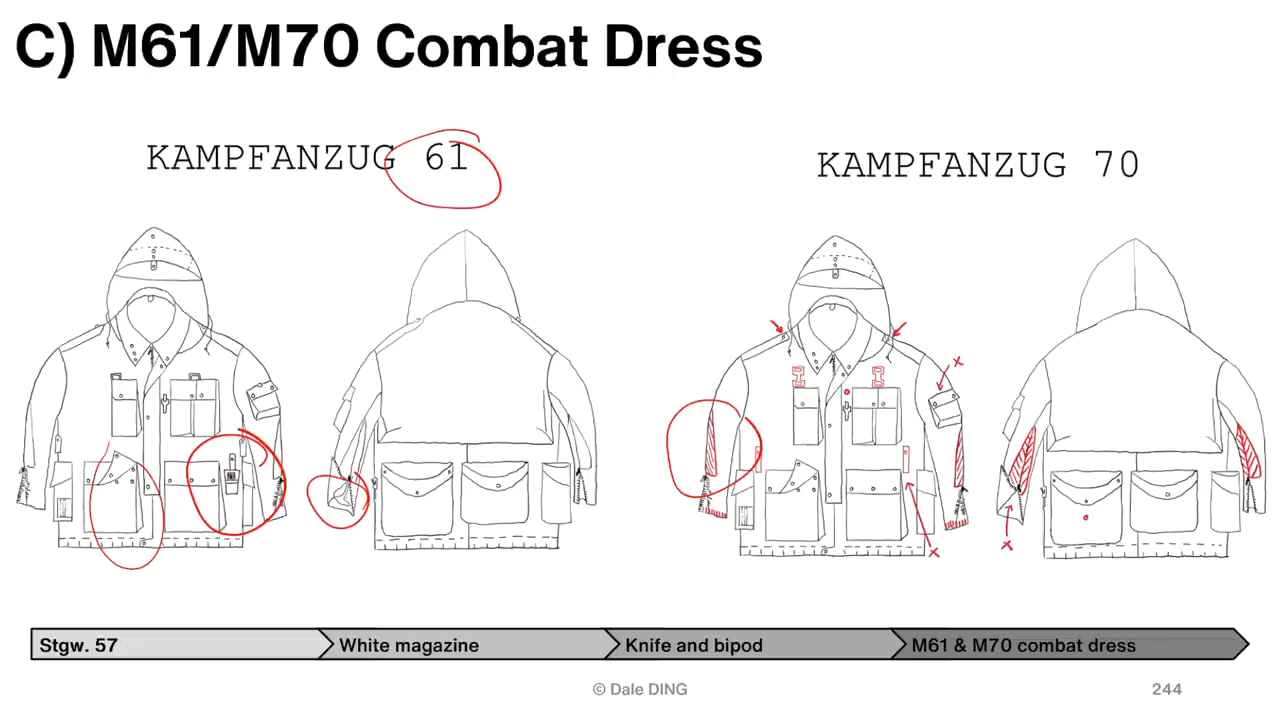 C) M61/M70 Combat Dress
KAMPFANZUG 61
KAMPFANZUG 70
Stgw. 57
White magazine
Knife and bipod
M61 & M70 combat dress
© Dale DING
244